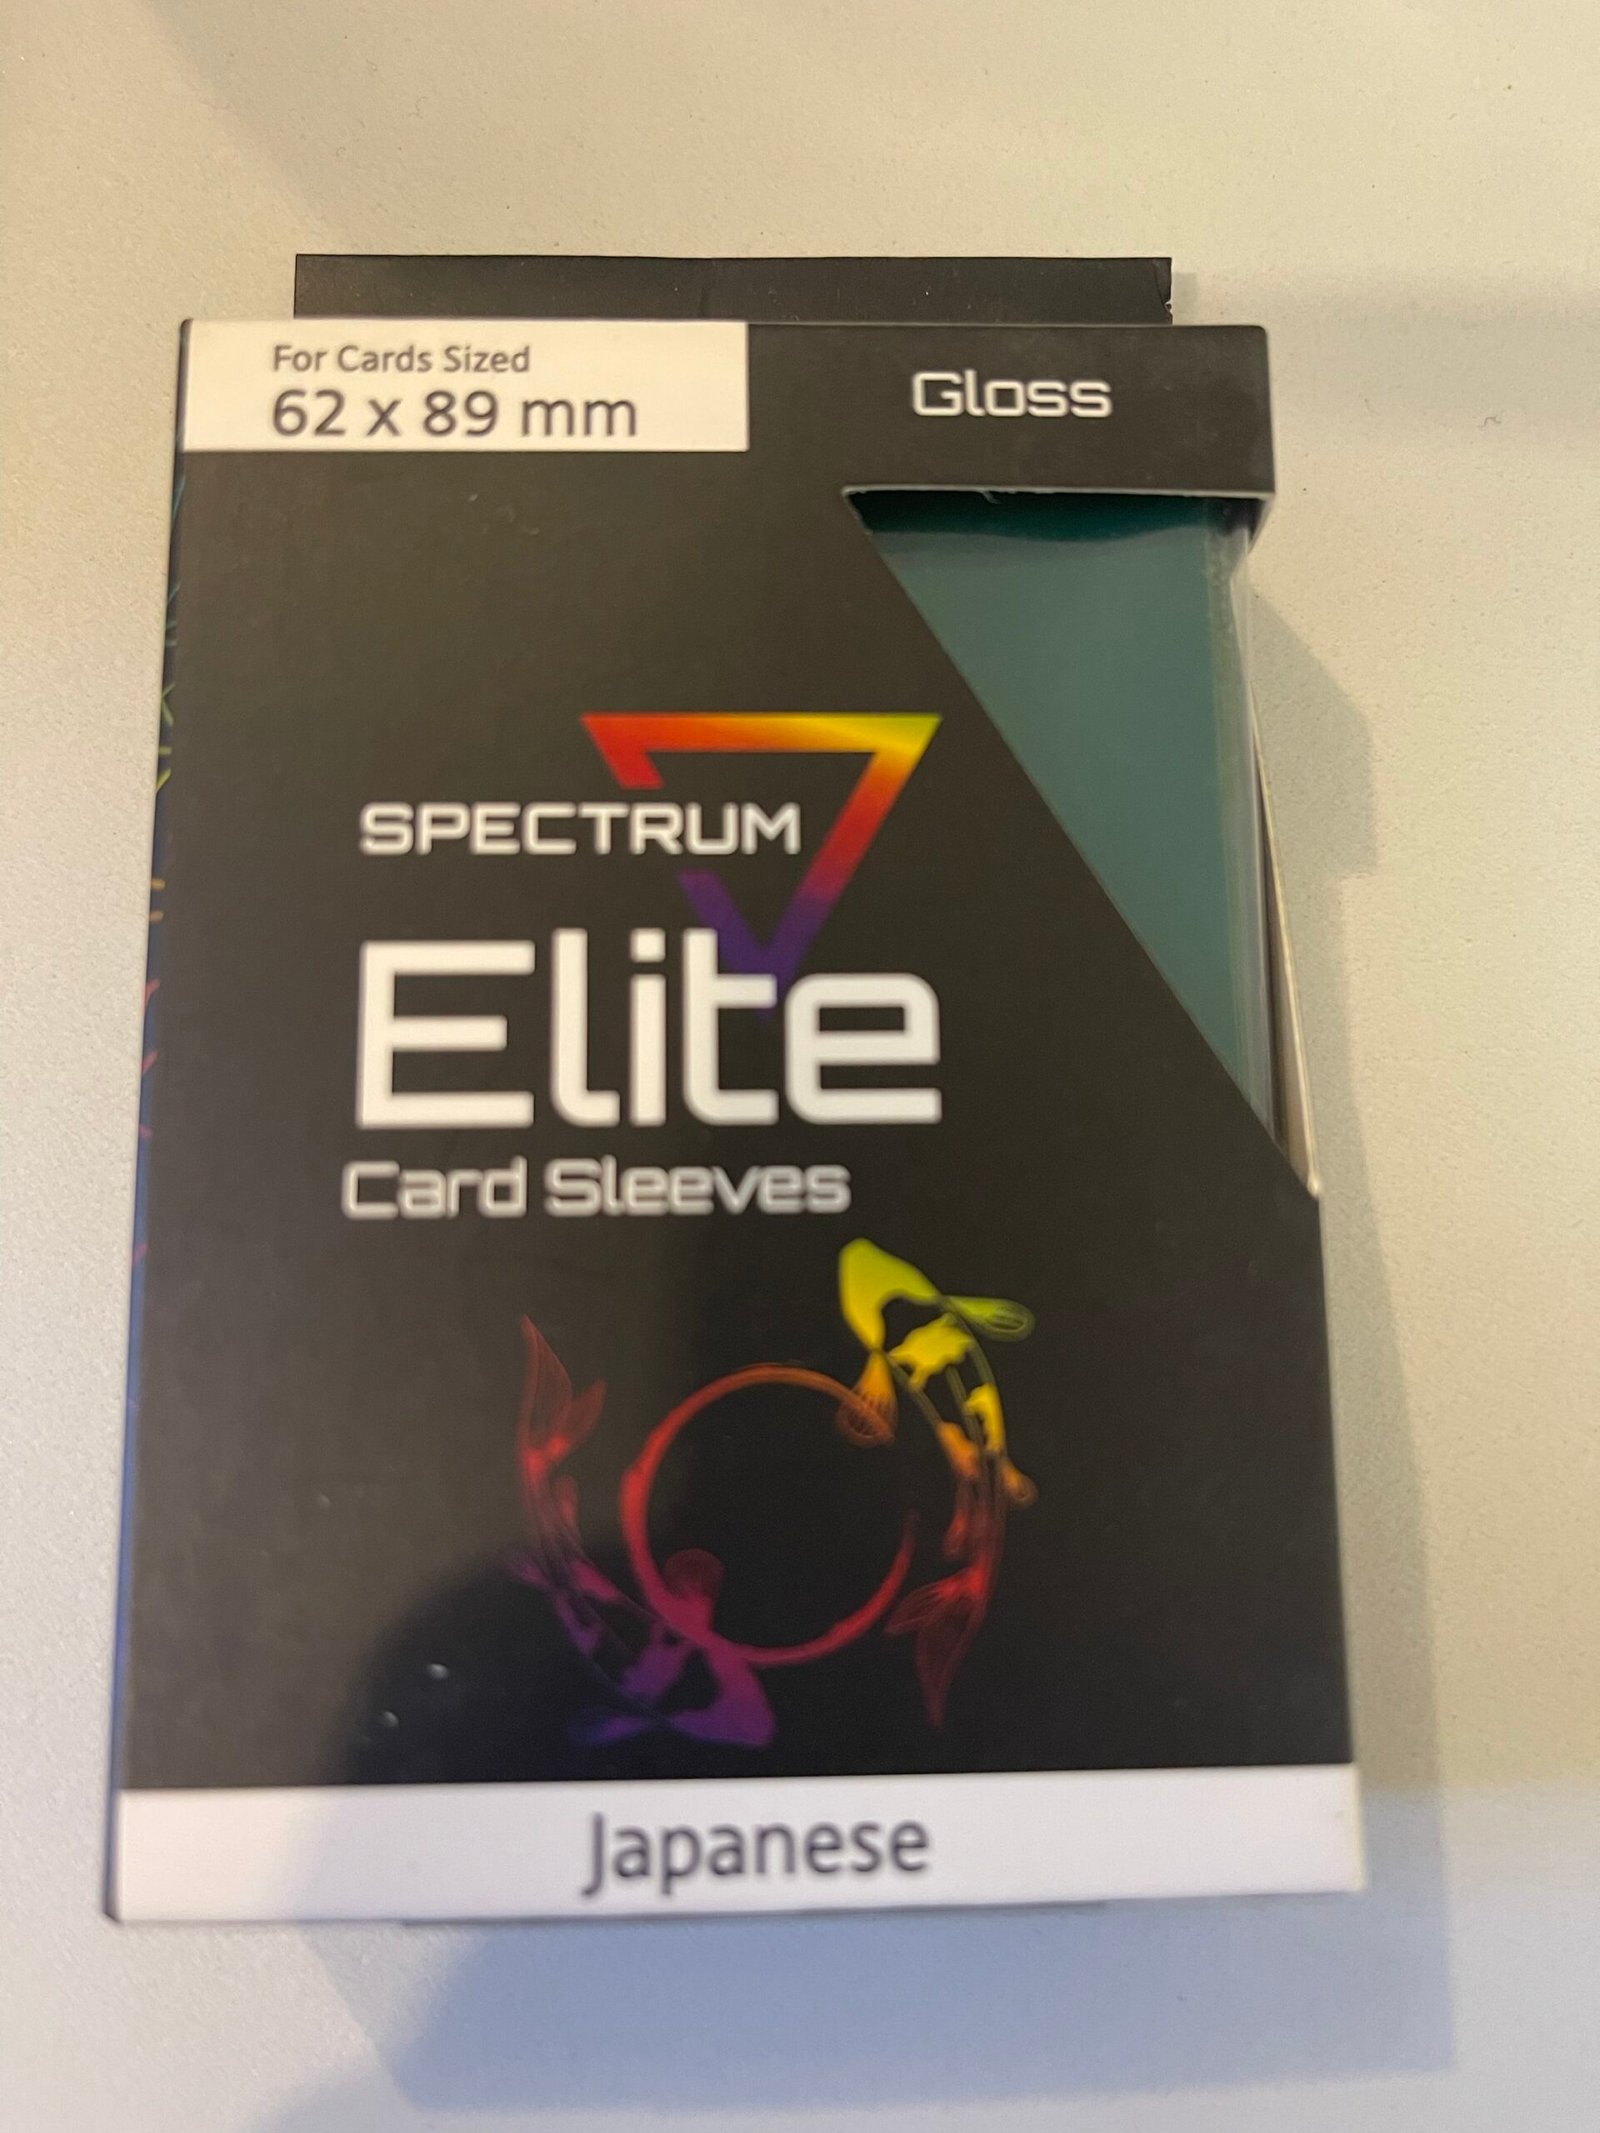 For Cards Sized
62 x 89 mm
Gloss
SPECTRUM
Elite
Card Sleeves
Japanese